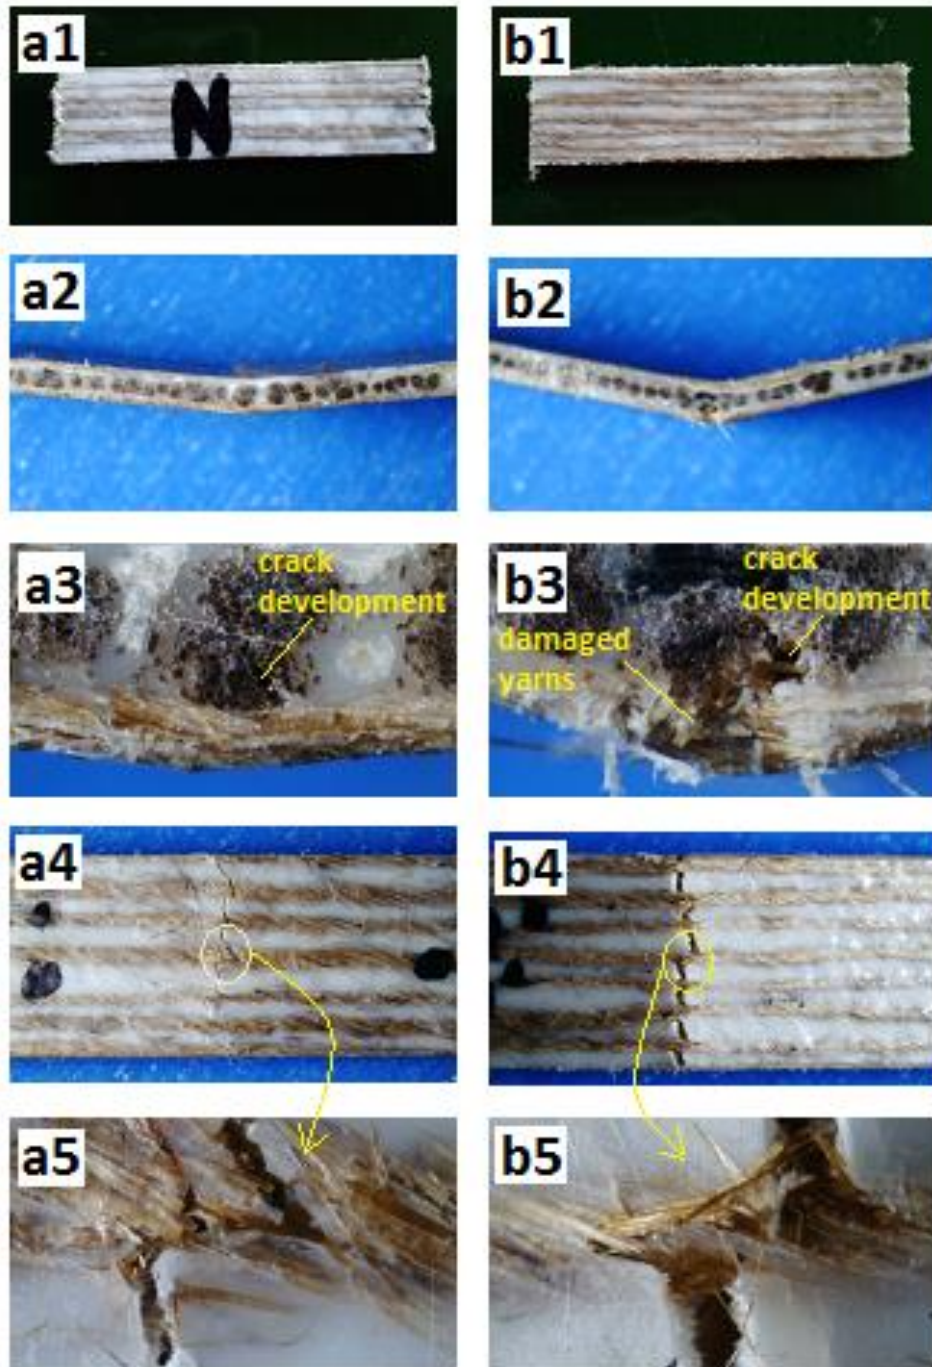 a1
b1
N
a2
b2
a3
crack
development
b3
crack
development
damaged
yarns
a4
b4
a5
b5